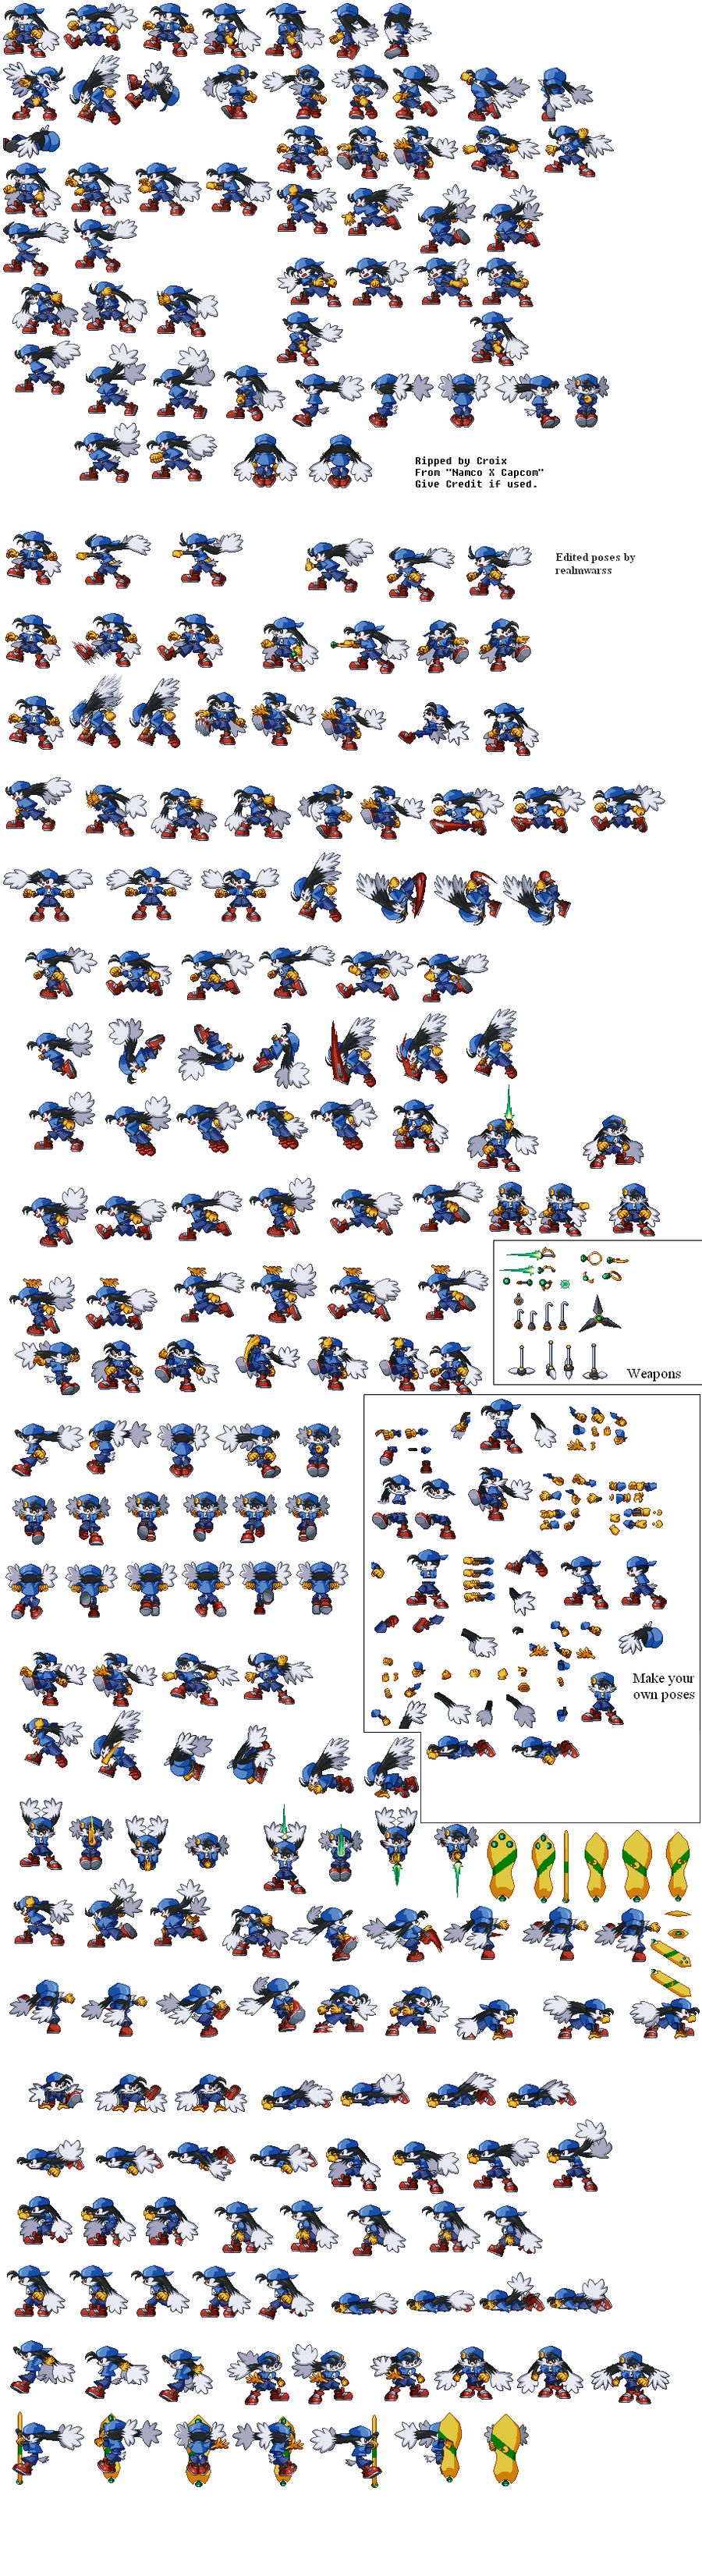 Ripped by Croix
From "Namco X Capcom"
Give Credit if used.
Edited poses by
realmwarss
Weapons
Make your
own poses